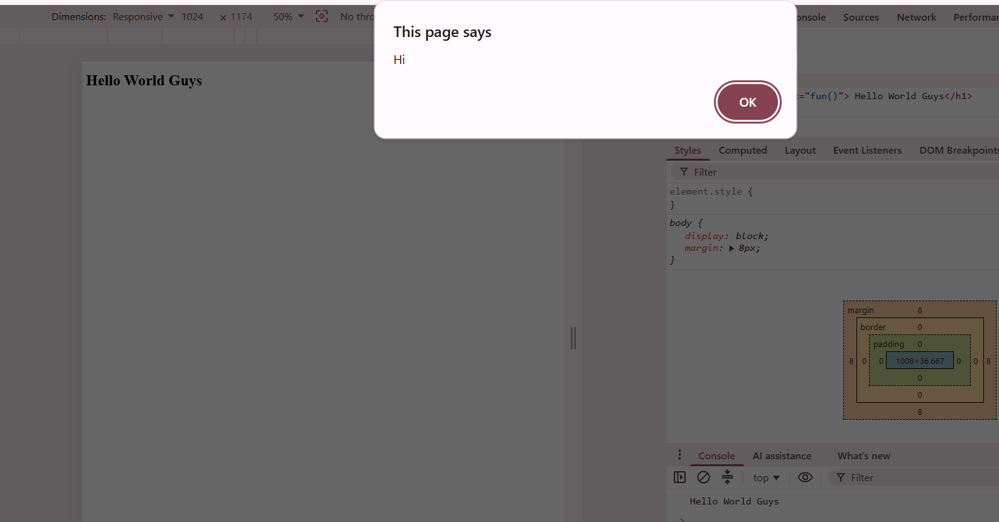 Dimensions: Responsive 1024 × 1174 50% No thro
This page says
Hi
OK
onsole Sources Network Performan
Hello World Guys
="fun()"> Hello World Guys</h1>
Styles Computed Layout Event Listeners DOM Breakpoints
Filter
element.style {
}
body {
display: block;
margin: 8px;
}
margin 8
border 0
padding 0
8 0 0 1008×36.667 0 0 8
0
0
8
Console AI assistance What's new
top Filter
Hello World Guys